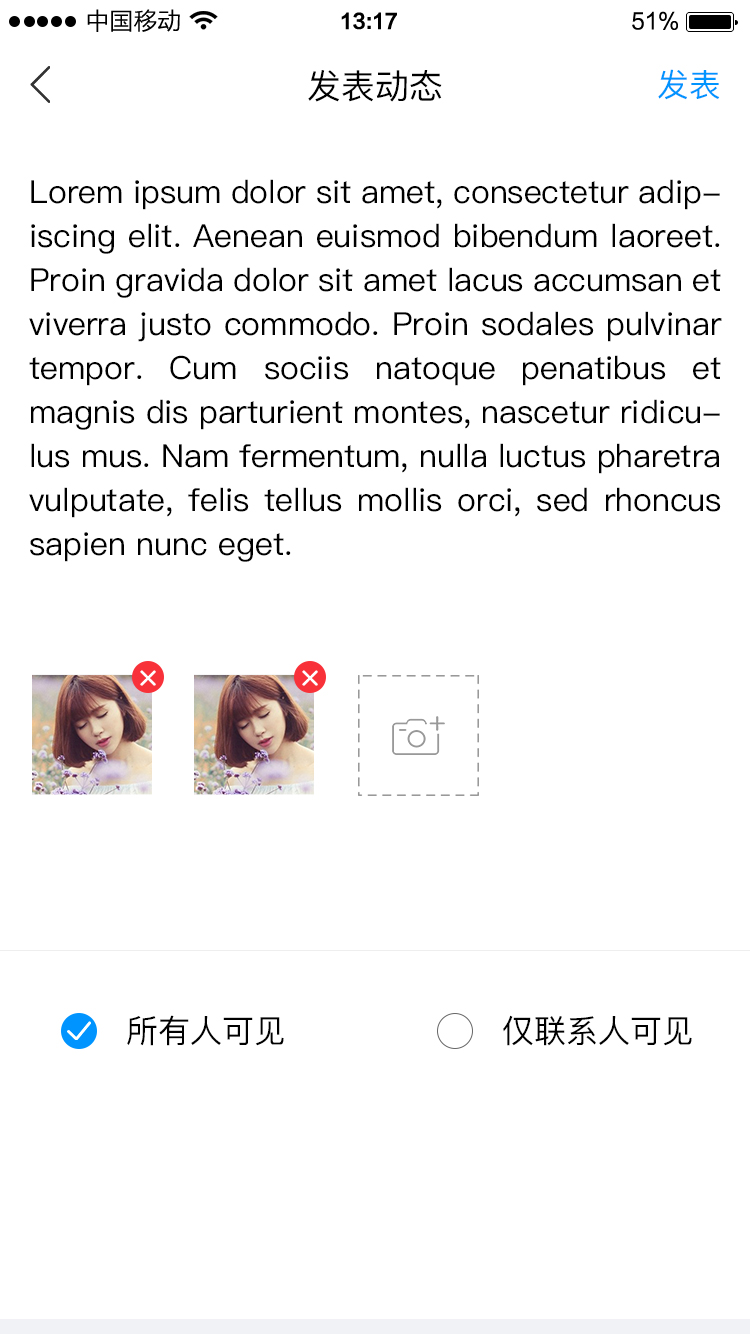 中国移动 13:17 51%
发表动态 发表
Lorem ipsum dolor sit amet, consectetur adip-
iscing elit. Aenean euismod bibendum laoreet.
Proin gravida dolor sit amet lacus accumsan et
viverra justo commodo. Proin sodales pulvinar
tempor. Cum sociis natoque penatibus et
magnis dis parturient montes, nascetur ridicu-
lus mus. Nam fermentum, nulla luctus pharetra
vulputate, felis tellus mollis orci, sed rhoncus
sapien nunc eget.
所有人可见 仅联系人可见